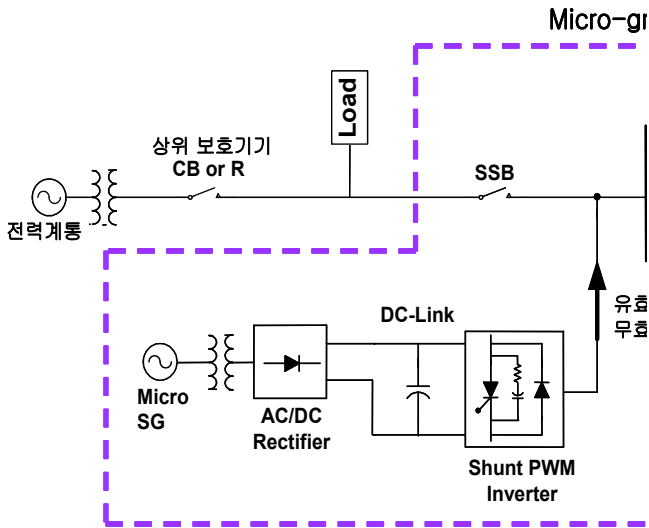 Micro-gr
Load
상위 보호기기
CB or R
SSB
전력계통
유효
무효
DC-Link
Micro
SG
AC/DC
Rectifier
Shunt PWM
Inverter